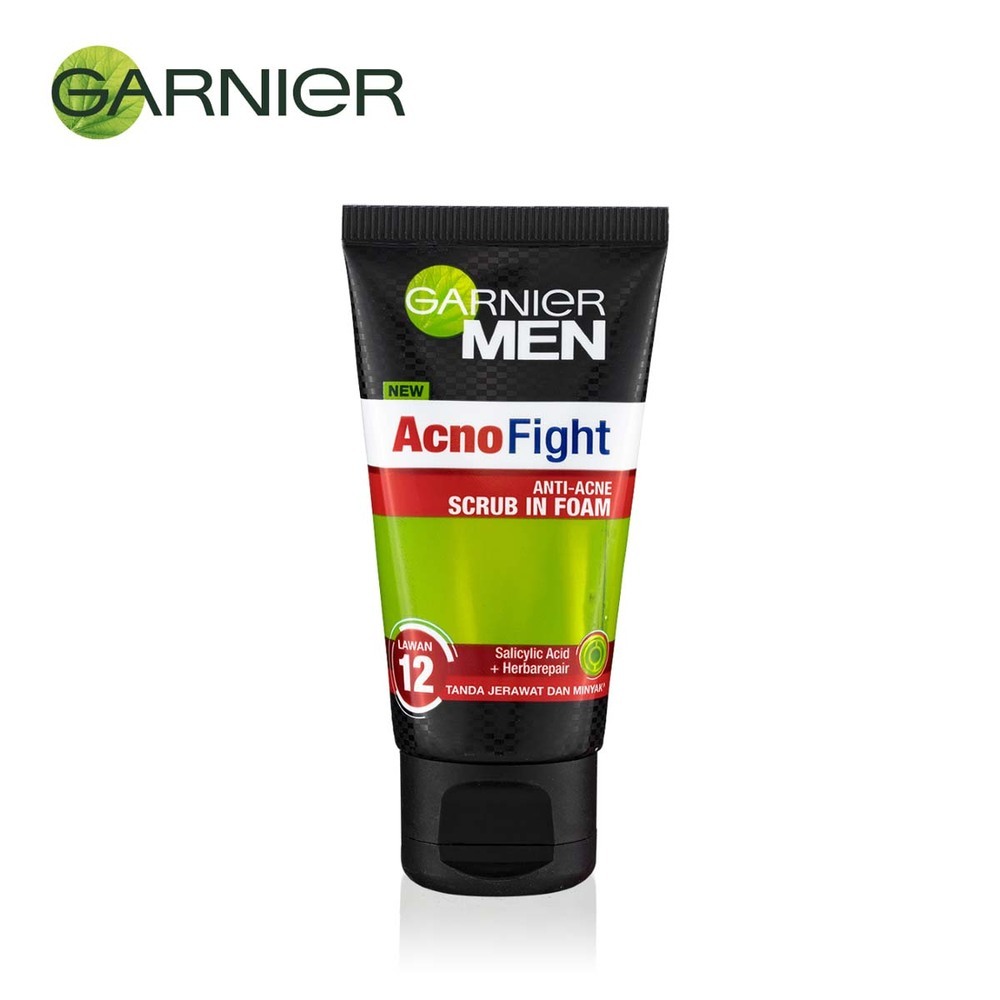 GARNIER
GARNIER
MEN
NEW
AcnoFight
ANTI-ACNE
SCRUB IN FOAM
LAWAN
12
Salicylic Acid
+ Herbarepair
TANDA JERAWAT DAN MINYAK*